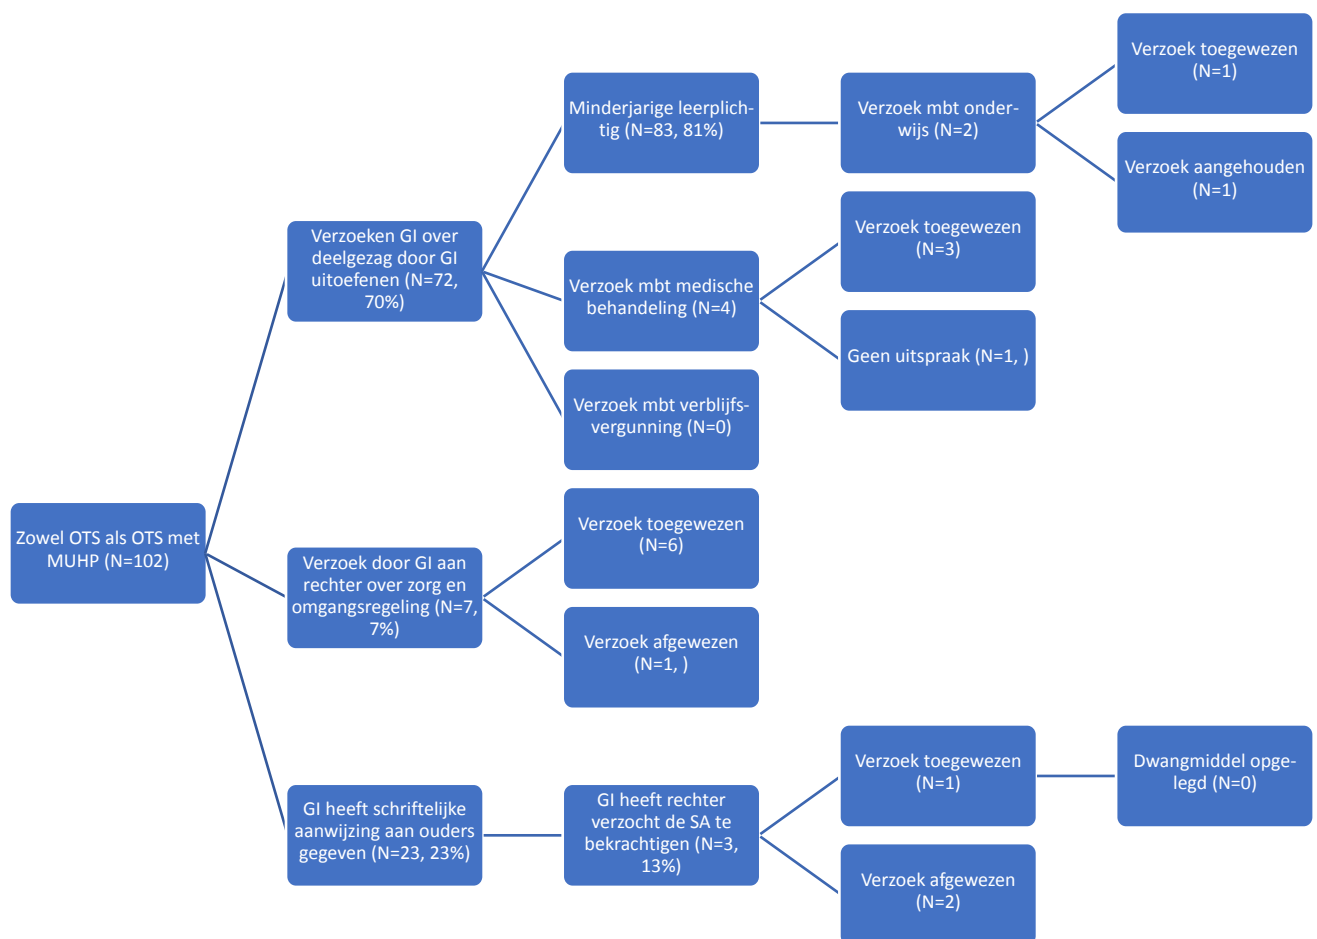 Zowel OTS als OTS met
MUHP (N=102)
Verzoeken GI over
deelgezag door GI
uitoefenen (N=72,
70%)
Minderjarige leerplich-
tig (N=83, 81%)
Verzoek mbt onder-
wijs (N=2)
Verzoek toegewezen
(N=1)
Verzoek aangehouden
(N=1)
Verzoek mbt medische
behandeling (N=4)
Verzoek toegewezen
(N=3)
Geen uitspraak (N=1, )
Verzoek mbt verblijfs-
vergunning (N=0)
Verzoek door GI aan
rechter over zorg en
omgangsregeling (N=7,
7%)
Verzoek toegewezen
(N=6)
Verzoek afgewezen
(N=1, )
GI heeft schriftelijke
aanwijzing aan ouders
gegeven (N=23, 23%)
GI heeft rechter
verzocht de SA te
bekrachtigen (N=3,
13%)
Verzoek toegewezen
(N=1)
Dwangmiddel opge-
legd (N=0)
Verzoek afgewezen
(N=2)